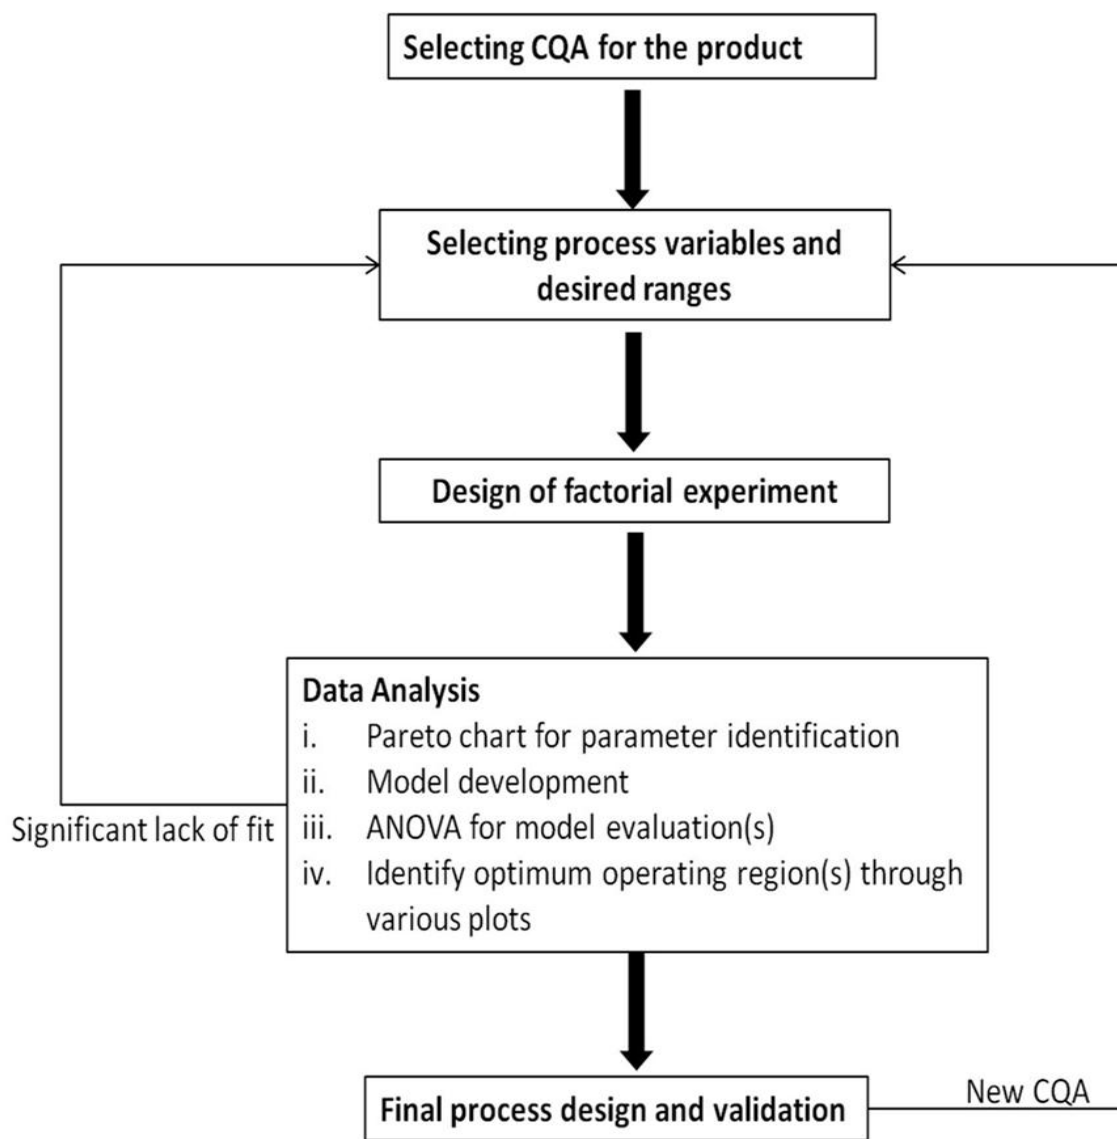 Selecting CQA for the product
Selecting process variables and
desired ranges
Design of factorial experiment
Data Analysis
i. Pareto chart for parameter identification
ii. Model development
Significant lack of fit
iii. ANOVA for model evaluation(s)
iv. Identify optimum operating region(s) through
various plots
New CQA
Final process design and validation